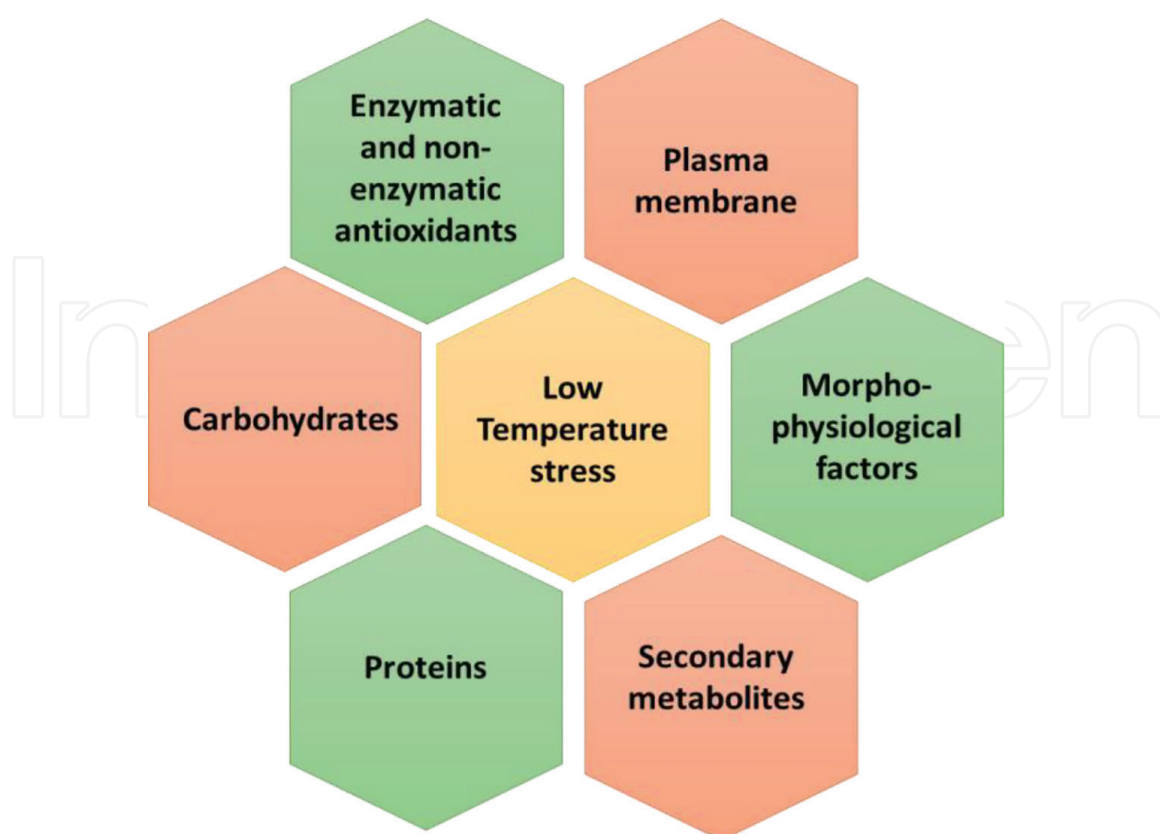 Enzymatic
and non-
enzymatic
antioxidants
Plasma
membrane
Carbohydrates
Low
Temperature
stress
Morpho-
physiological
factors
Proteins
Secondary
metabolites